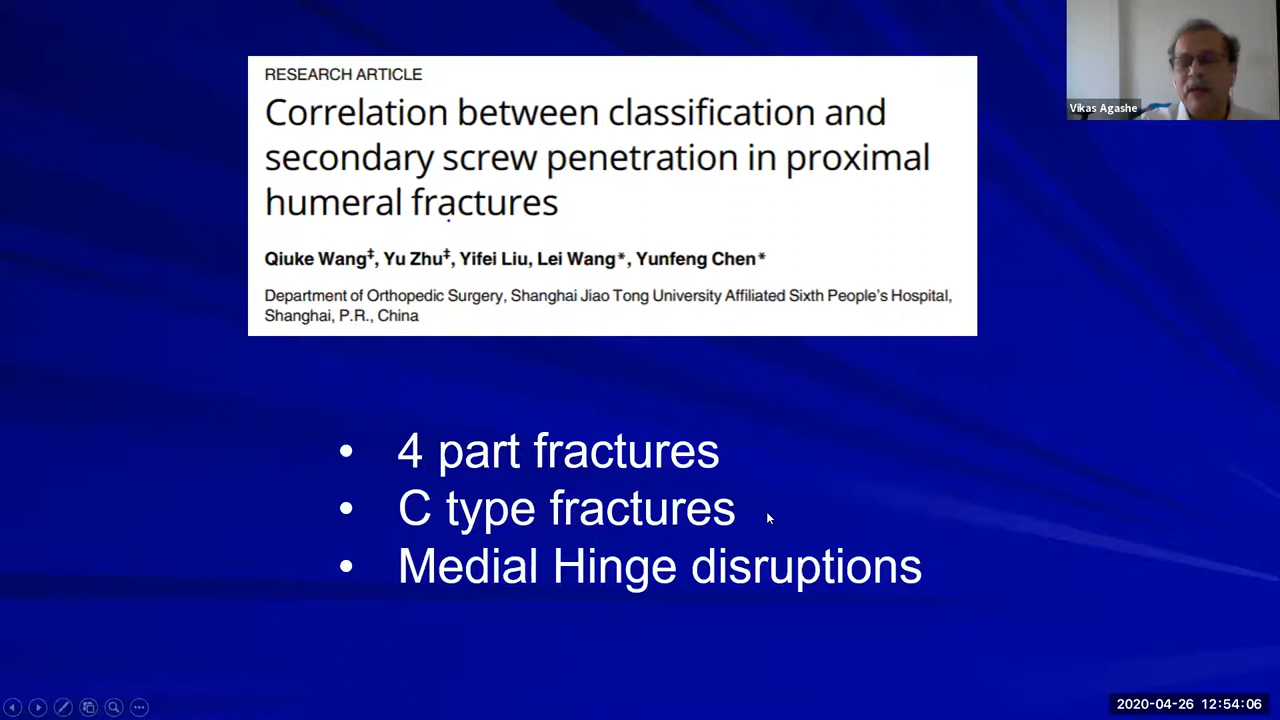 RESEARCH ARTICLE
Correlation between classification and
secondary screw penetration in proximal
humeral fractures
Qiuke Wang‡, Yu Zhu‡, Yifei Liu, Lei Wang*, Yunfeng Chen*
Department of Orthopedic Surgery, Shanghai Jiao Tong University Affiliated Sixth People's Hospital,
Shanghai, P.R., China
Vikas Agashe
• 4 part fractures
• C type fractures
• Medial Hinge disruptions
2020-04-26 12:54:06